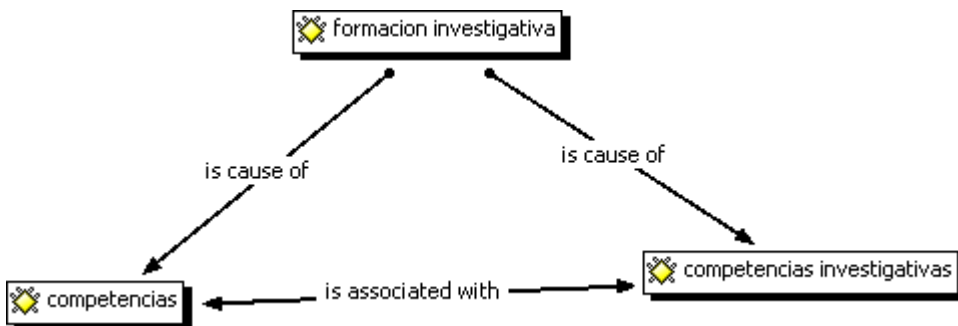 formacion investigativa
is cause of
is cause of
competencias investigativas
competencias
is associated with